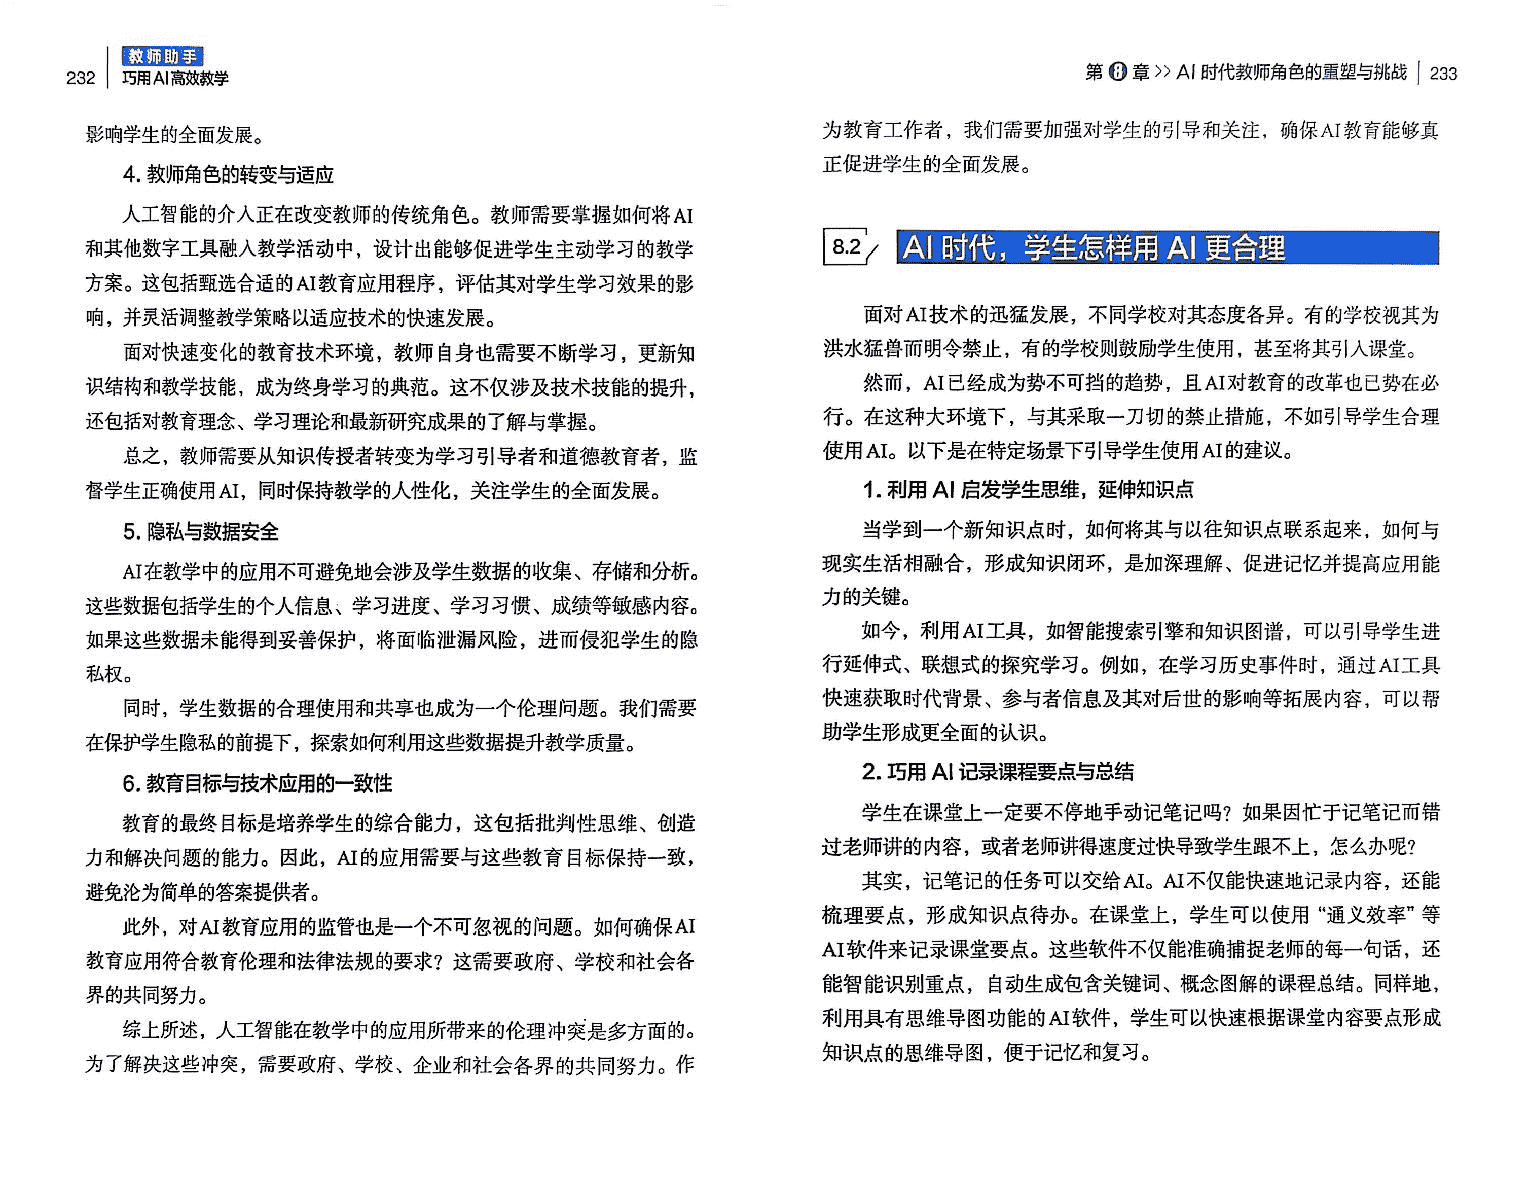 232
教师助手
巧用AI高效教学
影响学生的全面发展。
4. 教师角色的转变与适应
人工智能的介入正在改变教师的传统角色。教师需要掌握如何将AI
和其他数字工具融入教学活动中，设计出能够促进学生主动学习的教学
方案。这包括甄选合适的AI教育应用程序，评估其对学生学习效果的影
响，并灵活调整教学策略以适应技术的快速发展。
面对快速变化的教育技术环境，教师自身也需要不断学习，更新知
识结构和教学技能，成为终身学习的典范。这不仅涉及技术技能的提升，
还包括对教育理念、学习理论和最新研究成果的了解与掌握。
总之，教师需要从知识传授者转变为学习引导者和道德教育者，监
督学生正确使用AI，同时保持教学的人性化，关注学生的全面发展。
5. 隐私与数据安全
AI在教学中的应用不可避免地会涉及学生数据的收集、存储和分析。
这些数据包括学生的个人信息、学习进度、学习习惯、成绩等敏感内容。
如果这些数据未能得到妥善保护，将面临泄漏风险，进而侵犯学生的隐
私权。
同时，学生数据的合理使用和共享也成为一个伦理问题。我们需要
在保护学生隐私的前提下，探索如何利用这些数据提升教学质量。
6. 教育目标与技术应用的一致性
教育的最终目标是培养学生的综合能力，这包括批判性思维、创造
力和解决问题的能力。因此，AI的应用需要与这些教育目标保持一致，
避免沦为简单的答案提供者。
此外，对AI教育应用的监管也是一个不可忽视的问题。如何确保AI
教育应用符合教育伦理和法律法规的要求？这需要政府、学校和社会各
界的共同努力。
综上所述，人工智能在教学中的应用所带来的伦理冲突是多方面的。
为了解决这些冲突，需要政府、学校、企业和社会各界的共同努力。作
第8章 >> AI时代教师角色的重塑与挑战
233
为教育工作者，我们需要加强对学生的引导和关注，确保AI教育能够真
正促进学生的全面发展。
8.2 AI时代，学生怎样用AI更合理
面对AI技术的迅猛发展，不同学校对其态度各异。有的学校视其为
洪水猛兽而明令禁止，有的学校则鼓励学生使用，甚至将其引入课堂。
然而，AI已经成为势不可挡的趋势，且AI对教育的改革也已势在必
行。在这种大环境下，与其采取一刀切的禁止措施，不如引导学生合理
使用AI。以下是在特定场景下引导学生使用AI的建议。
1. 利用AI启发学生思维，延伸知识点
当学到一个新知识点时，如何将其与以往知识点联系起来，如何与
现实生活相融合，形成知识闭环，是加深理解、促进记忆并提高应用能
力的关键。
如今，利用AI工具，如智能搜索引擎和知识图谱，可以引导学生进
行延伸式、联想式的探究学习。例如，在学习历史事件时，通过AI工具
快速获取时代背景、参与者信息及其对后世的影响等拓展内容，可以帮
助学生形成更全面的认识。
2. 巧用AI记录课程要点与总结
学生在课堂上一定要不停地手动记笔记吗？如果因忙于记笔记而错
过老师讲的内容，或者老师讲得速度过快导致学生跟不上，怎么办呢？
其实，记笔记的任务可以交给AI。AI不仅能快速地记录内容，还能
梳理要点，形成知识点待办。在课堂上，学生可以使用“通义效率”等
AI软件来记录课堂要点。这些软件不仅能准确捕捉老师的每一句话，还
能智能识别重点，自动生成包含关键词、概念图解的课程总结。同样地，
利用具有思维导图功能的AI软件，学生可以快速根据课堂内容要点形成
知识点的思维导图，便于记忆和复习。